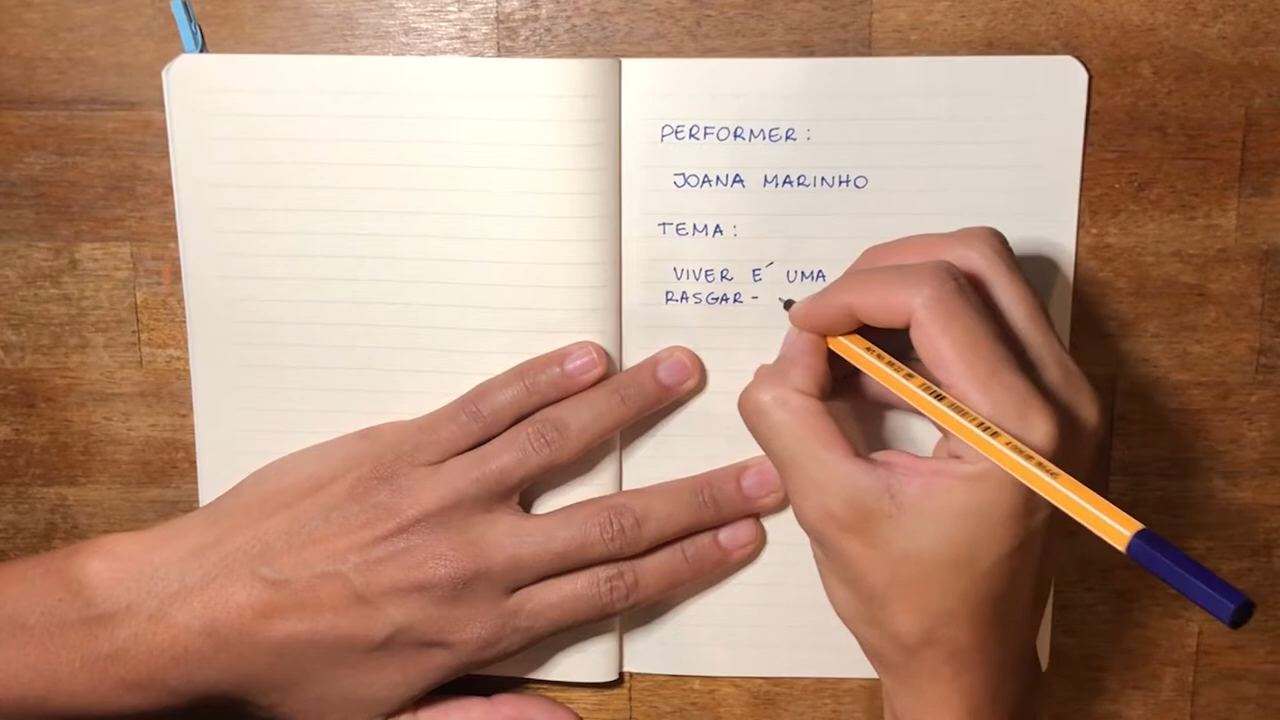 PERFORMER:
JOANA MARINHO
TEMA:
VIVER É UMA
RASGAR-